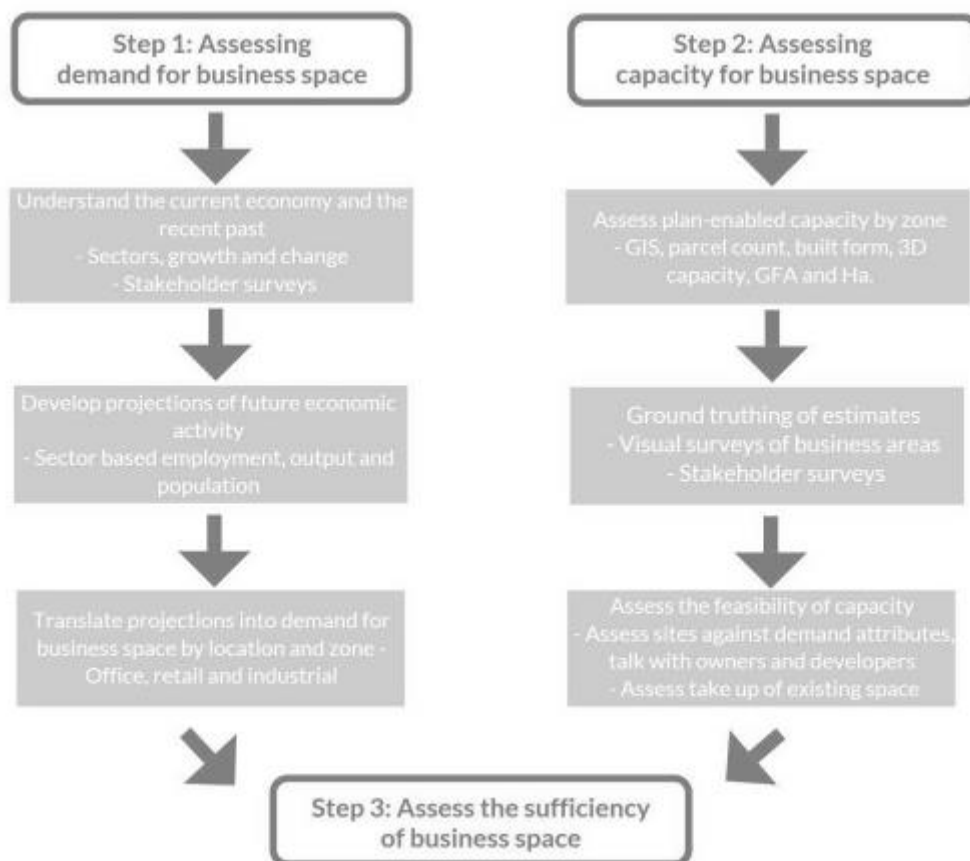 Step 1: Assessing
demand for business space
Understand the current economy and the
recent past
- Sectors, growth and change
- Stakeholder surveys
Develop projections of future economic
activity
- Sector based employment, output and
population
Translate projections into demand for
business space by location and zone -
Office, retail and industrial
Step 2: Assessing
capacity for business space
Assess plan-enabled capacity by zone
- GIS, parcel count, built form, 3D
capacity, GFA and Ha.
Ground truthing of estimates
- Visual surveys of business areas
- Stakeholder surveys
Assess the feasibility of capacity
- Assess sites against demand attributes,
talk with owners and developers
- Assess take up of existing space
Step 3: Assess the sufficiency
of business space